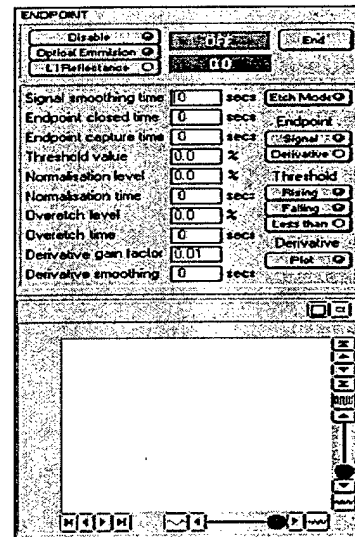 ENDPOINT
Disable
OFF
End
Optical Emmision
0.0
L I Reflectance
Signal smoothing time 0 secs Etch Mode
Endpoint closed time 0 secs Endpoint
Endpoint capture time 0 secs Signal
Threshold value 0.0 % Derivative
Normalisation level 0.0 % Threshold
Normalisation time 0 secs Rising
Overetch level 0.0 % Falling
Overetch time 0 secs Less than
Derivative gain factor 0.01 Derivative
Derivative smoothing 0 secs Plot